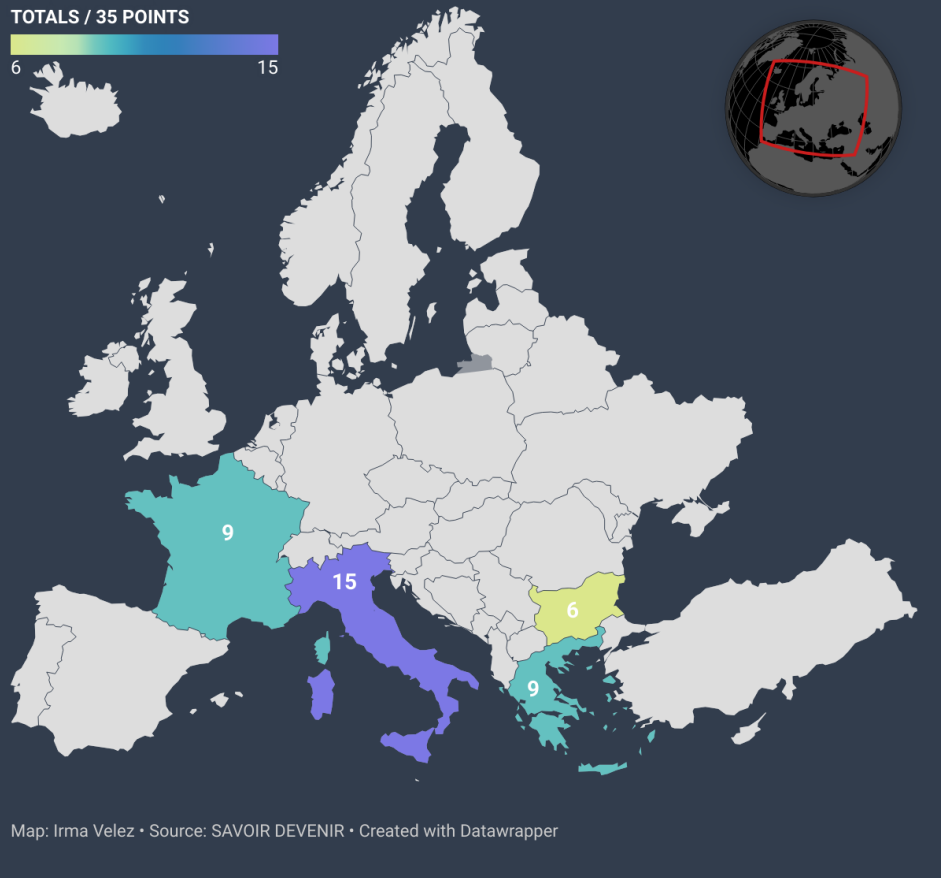 TOTALS / 35 POINTS
6 15
9
15
6
9
Map: Irma Velez • Source: SAVOIR DEVENIR • Created with Datawrapper